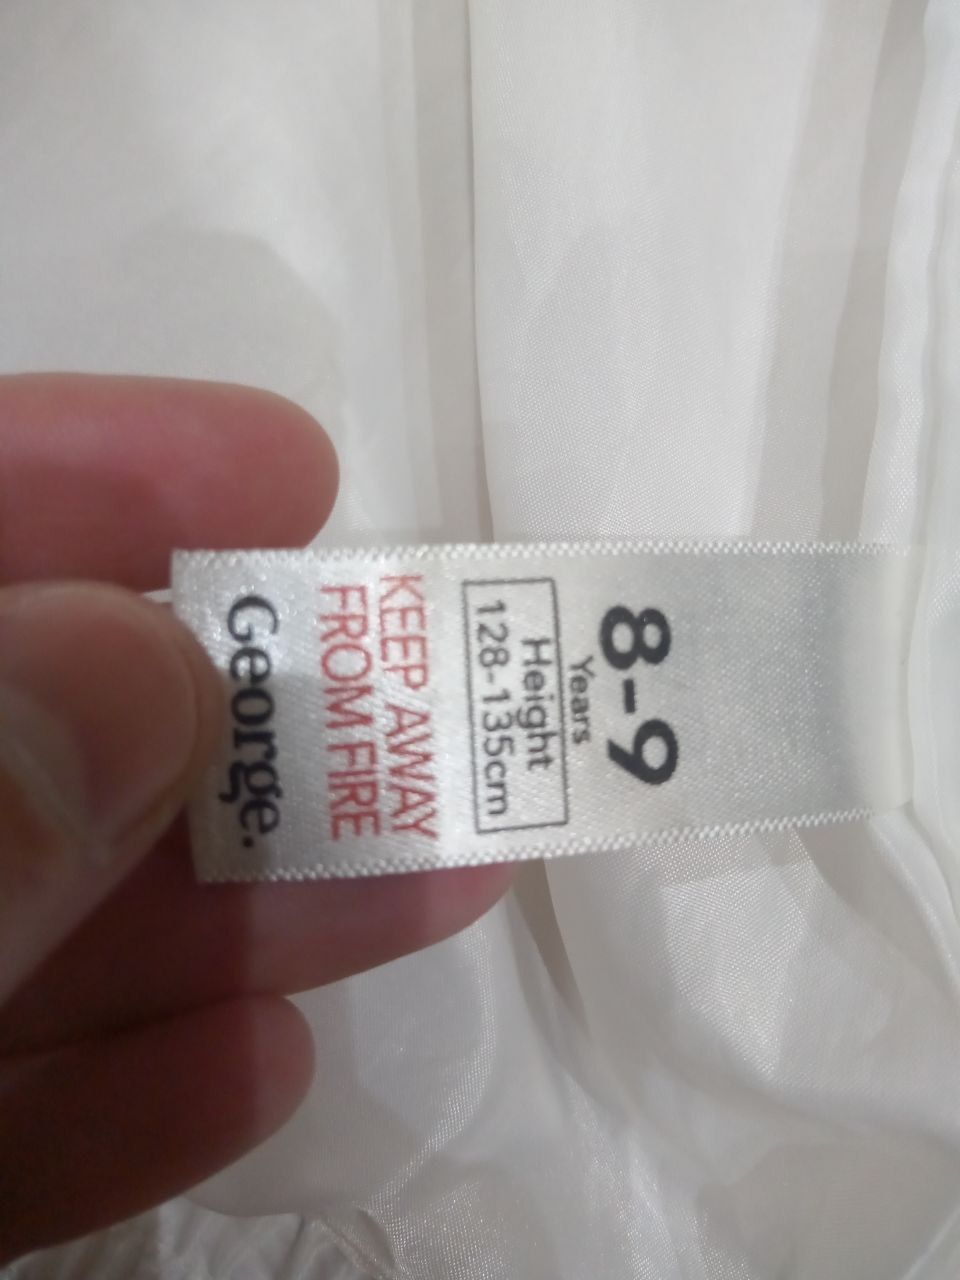 8-9
Years
Height
128-135cm
KEEP AWAY
FROM FIRE
George.